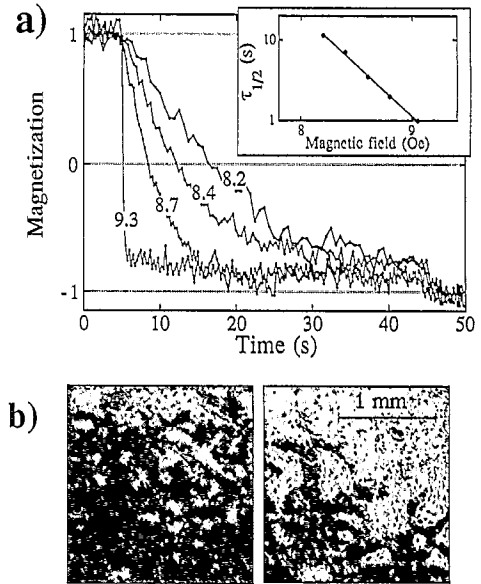 a)
1
0
-1
Magnetization
0
10
20
30
40
50
Time (s)
9.3
8.7
8.4
8.2
τ1/2 (s)
10
1
8
9
Magnetic field (Oe)
b)
1 mm